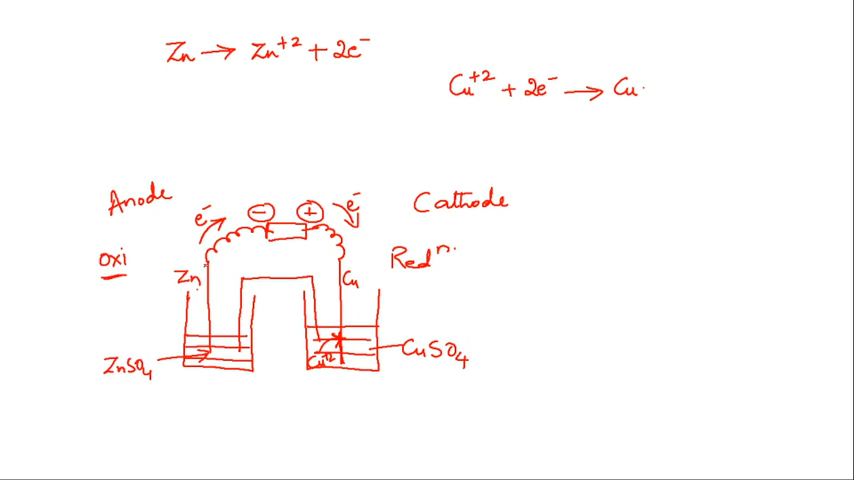 Zn → Zn⁺² + 2e⁻
Cu⁺² + 2e⁻ → Cu.
Anode
e⁻
−
+
e⁻
Cathode
oxi
Redⁿ.
Zn
Cu
ZnSO₄
Cu⁺²
CuSO₄